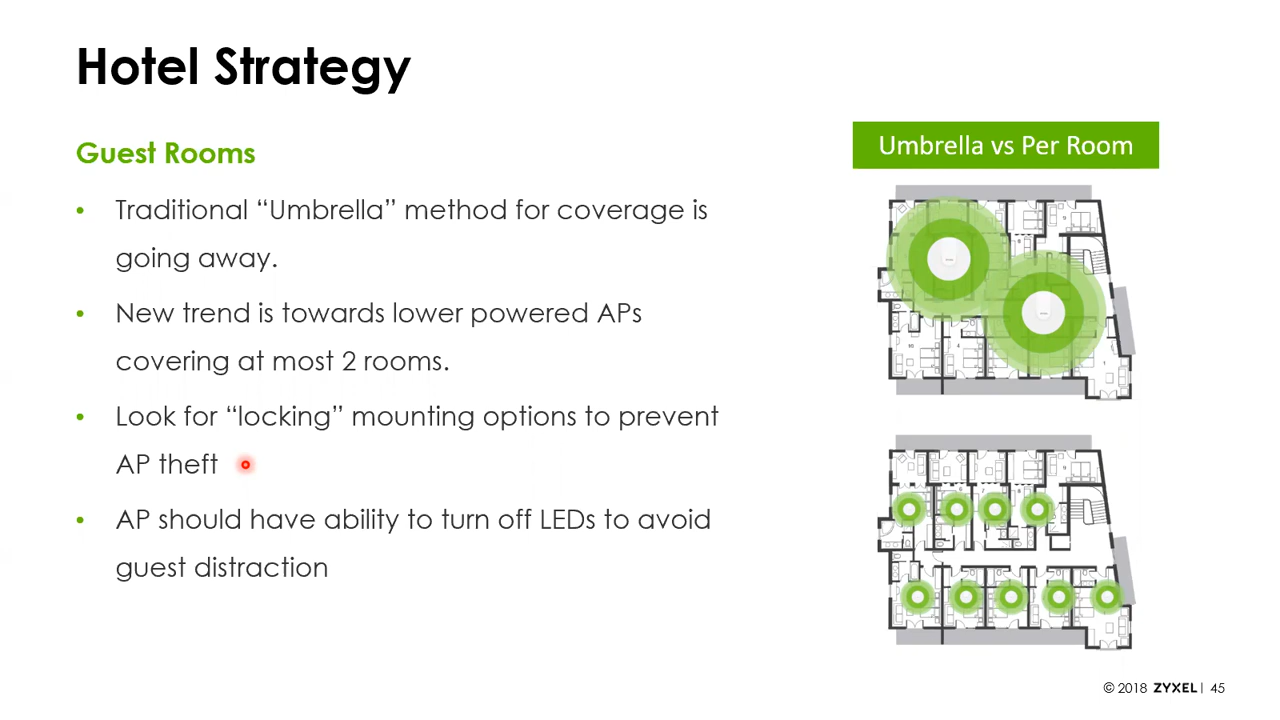 Hotel Strategy
Guest Rooms
• Traditional “Umbrella” method for coverage is
going away.
• New trend is towards lower powered APs
covering at most 2 rooms.
• Look for “locking” mounting options to prevent
AP theft
• AP should have ability to turn off LEDs to avoid
guest distraction
Umbrella vs Per Room
© 2018 ZYXEL | 45